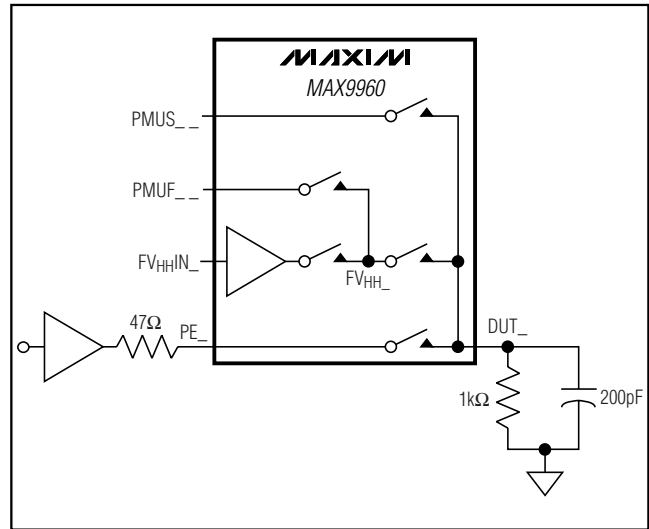 MAXIM
MAX9960
PMUS_ _
PMUF_ _
FVHHIN_
FVHH_
47Ω
PE_
DUT_
1kΩ
200pF